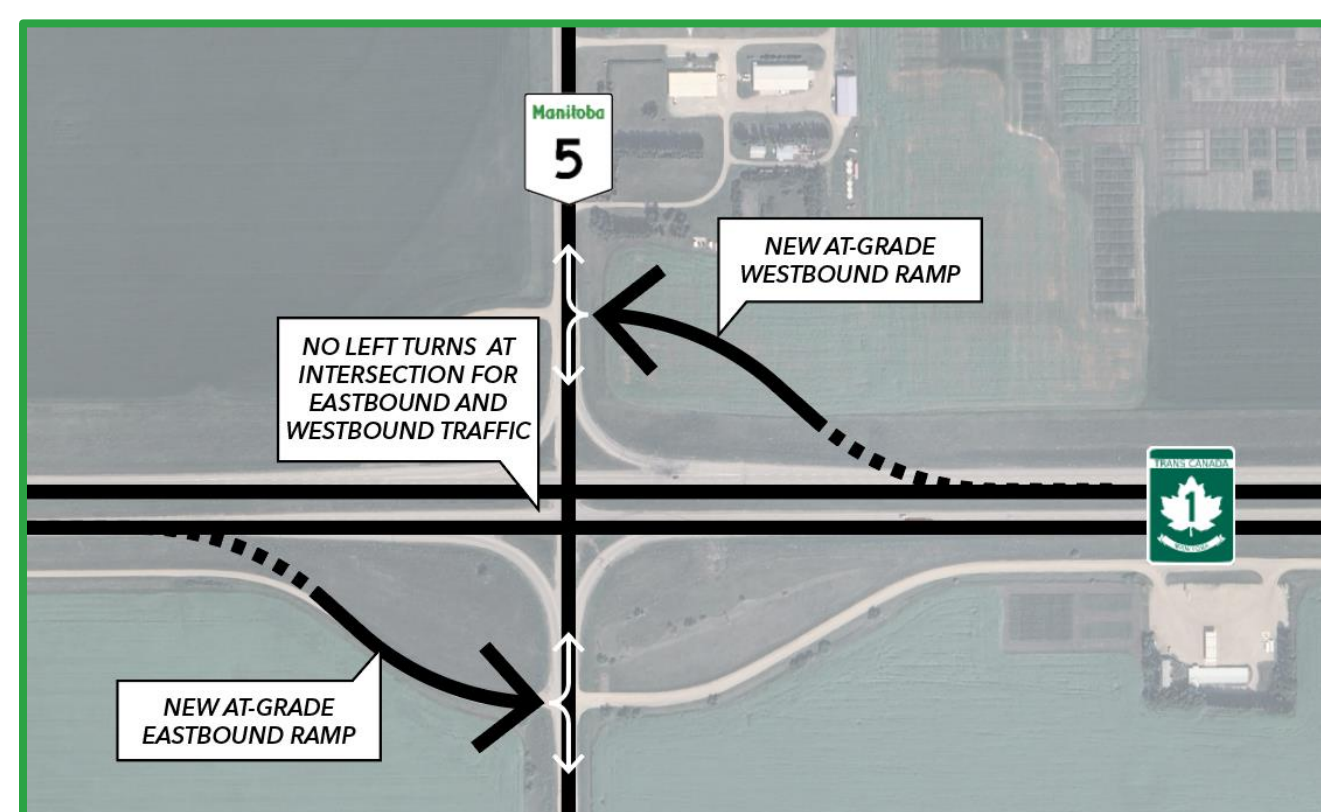 Manitoba
5
NEW AT-GRADE
WESTBOUND RAMP
NO LEFT TURNS AT
INTERSECTION FOR
EASTBOUND AND
WESTBOUND TRAFFIC
TRANS CANADA
1
MANITOBA
NEW AT-GRADE
EASTBOUND RAMP